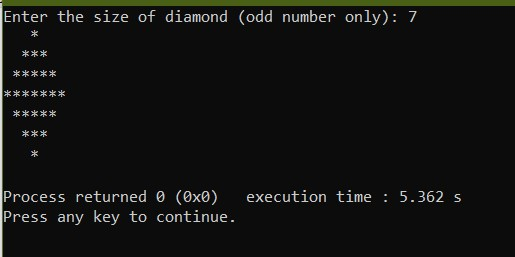 Enter the size of diamond (odd number only): 7
   *
  ***
 *****
*******
 *****
  ***
   *

Process returned 0 (0x0)   execution time : 5.362 s
Press any key to continue.